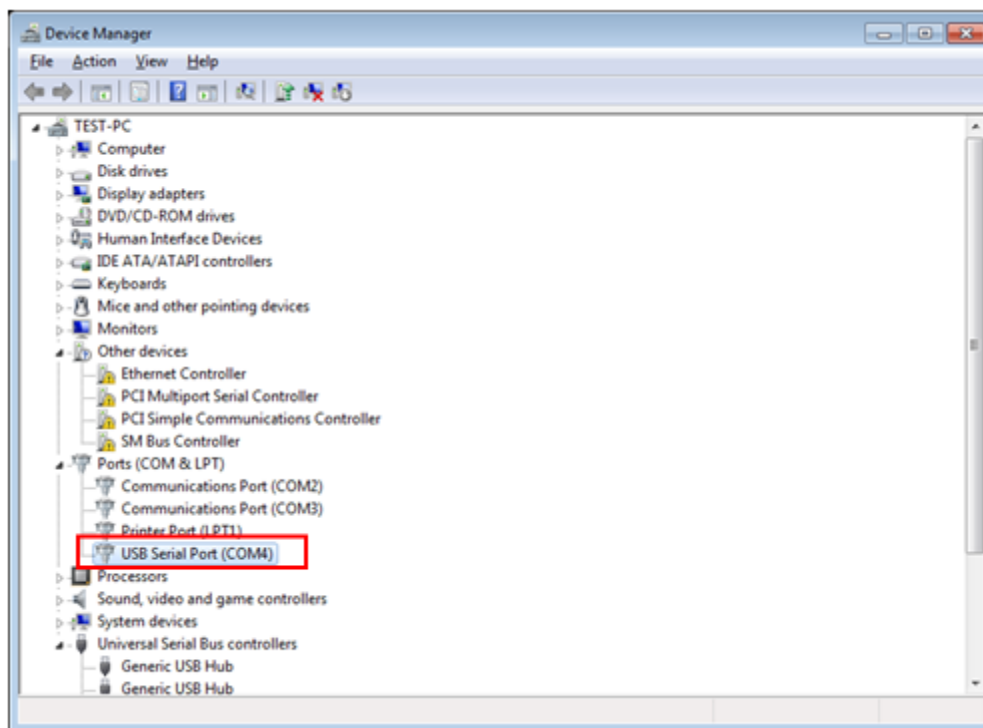 Device Manager
File Action View Help
TEST-PC
Computer
Disk drives
Display adapters
DVD/CD-ROM drives
Human Interface Devices
IDE ATA/ATAPI controllers
Keyboards
Mice and other pointing devices
Monitors
Other devices
Ethernet Controller
PCI Multiport Serial Controller
PCI Simple Communications Controller
SM Bus Controller
Ports (COM & LPT)
Communications Port (COM2)
Communications Port (COM3)
Printer Port (LPT1)
USB Serial Port (COM4)
Processors
Sound, video and game controllers
System devices
Universal Serial Bus controllers
Generic USB Hub
Generic USB Hub